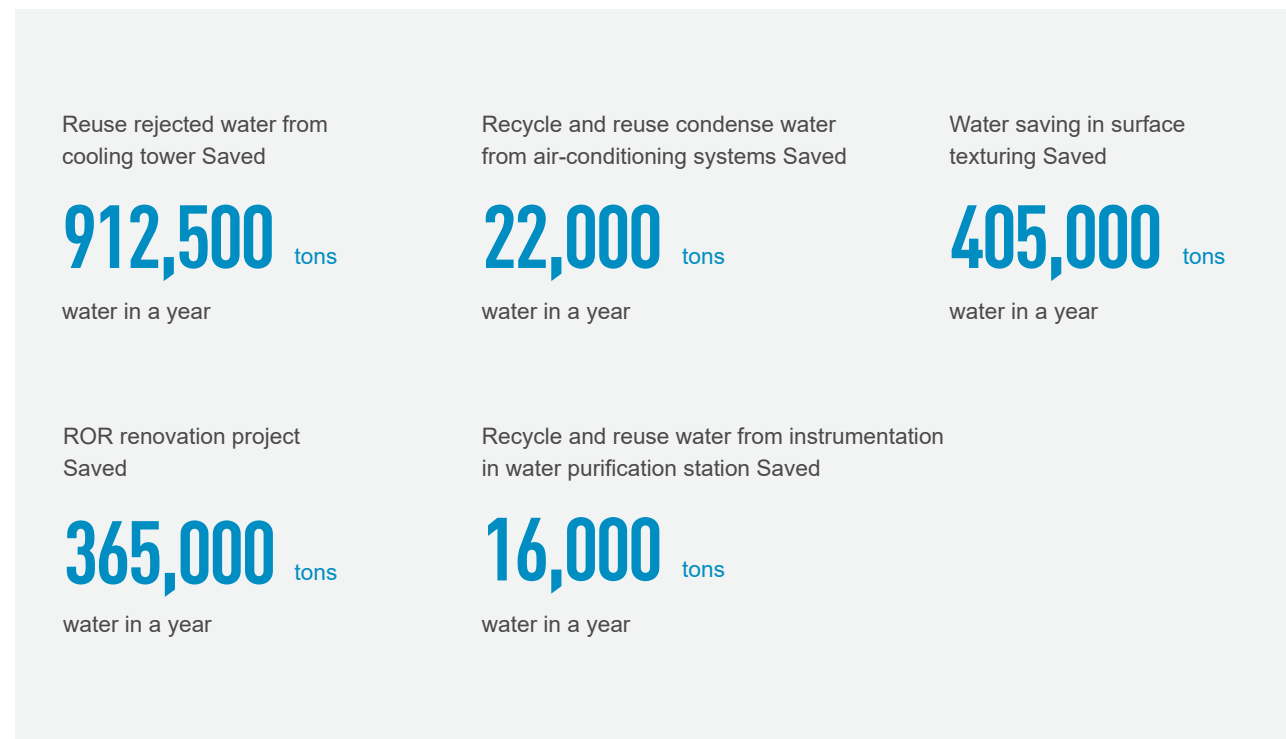 Reuse rejected water from
cooling tower Saved
912,500 tons
water in a year
Recycle and reuse condense water
from air-conditioning systems Saved
22,000 tons
water in a year
Water saving in surface
texturing Saved
405,000 tons
water in a year
ROR renovation project
Saved
365,000 tons
water in a year
Recycle and reuse water from instrumentation
in water purification station Saved
16,000 tons
water in a year